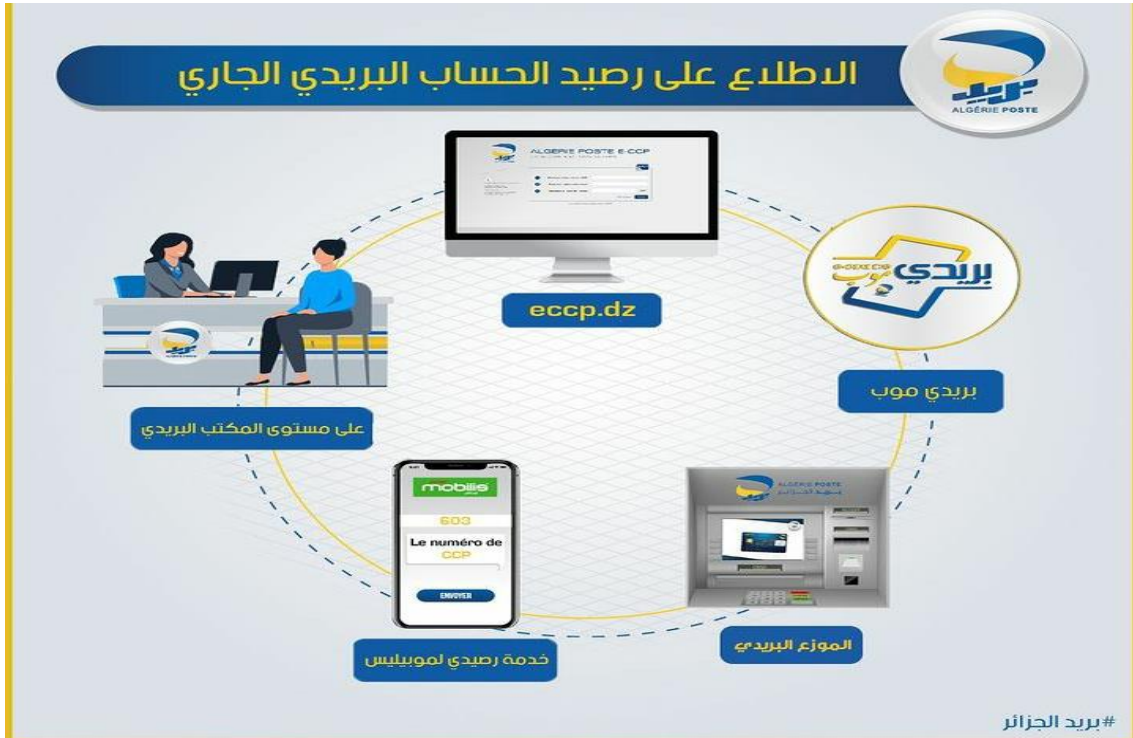 الاطلاع على رصيد الحساب البريدي الجاري
بريد
ALGÉRIE POSTE
ALGÉRIE POSTE E-CCP
eccp.dz
بريدي موب
بريدي موب
على مستوى المكتب البريدي
mobilis
603
Le numéro de
CCP
ENVOYER
خدمة رصيدي لموبيليس
ALGÉRIE POSTE
بريد الجزائر
الموزع البريدي
#بريد الجزائر